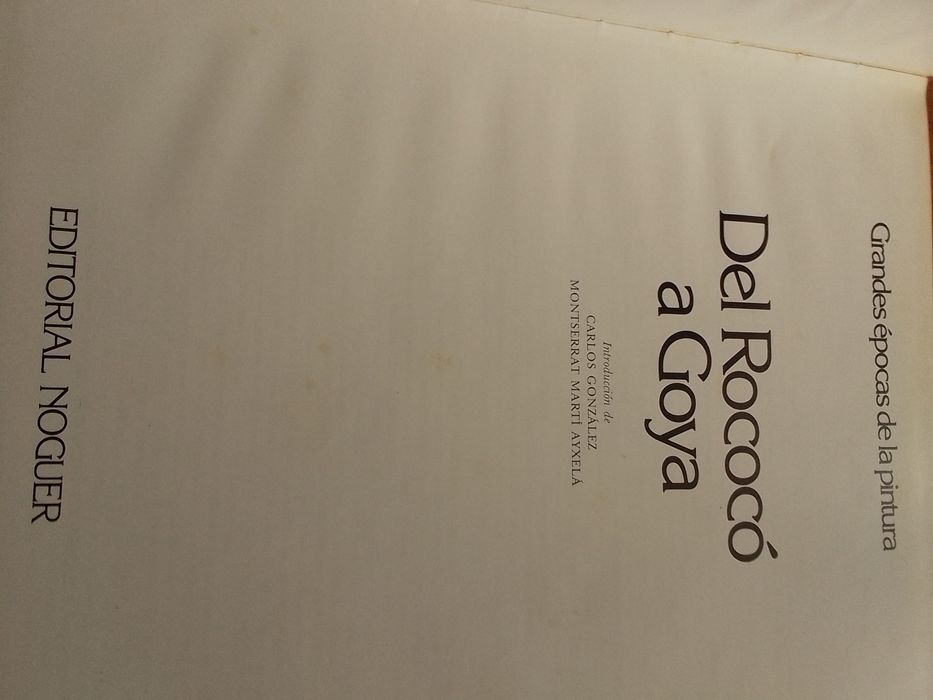 Grandes épocas de la pintura
Del Rococó
a Goya
Introducción de
CARLOS GONZÁLEZ
MONTSERRAT MARTÍ AYXELÁ
EDITORIAL NOGUER